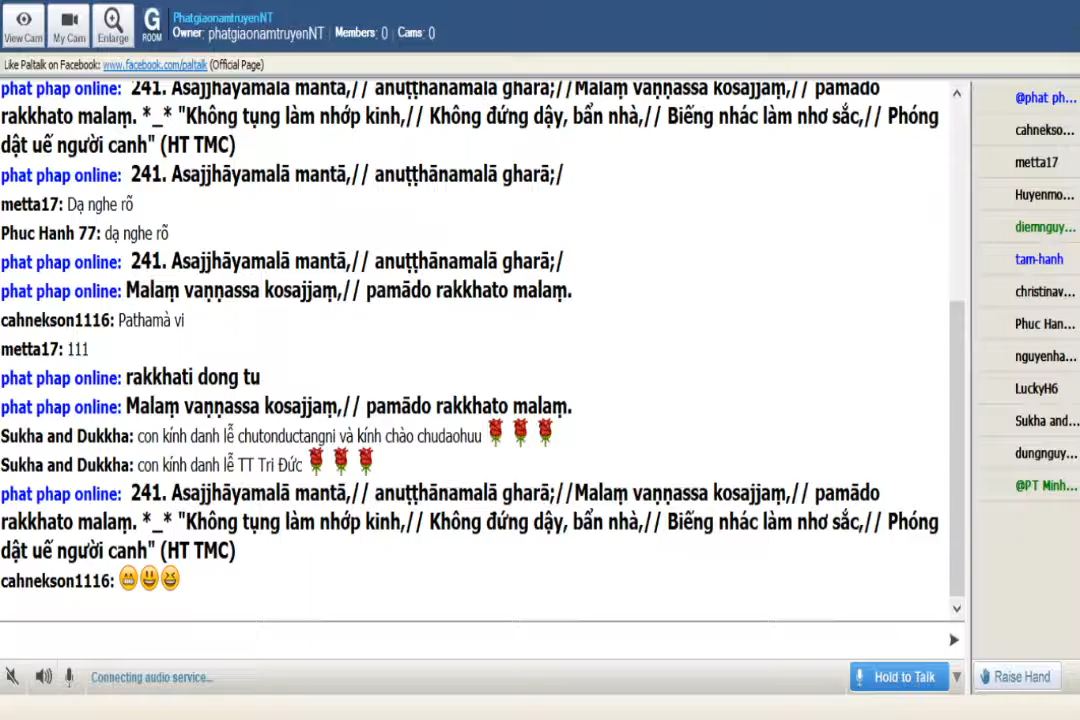 View Cam
My Cam
Enlarge
G
ROOM
PhatgiaonamtruyenNT
Owner: phatgiaonamtruyenNT Members: 0 Cams: 0
Like Paltalk on Facebook: www.facebook.com/paltalk (Official Page)
phat phap online: 241. Asajjhāyamalā mantā,// anuṭṭhānamalā gharā;//Malaṃ vaṇṇassa kosajjaṃ,// pamādo
rakkhato malaṃ. *_* "Không tụng làm nhớp kinh,// Không đứng dậy, bẩn nhà,// Biếng nhác làm nhơ sắc,// Phóng
dật uế người canh" (HT TMC)
phat phap online: 241. Asajjhāyamalā mantā,// anuṭṭhānamalā gharā;/
metta17: Dạ nghe rõ
Phuc Hanh 77: dạ nghe rõ
phat phap online: 241. Asajjhāyamalā mantā,// anuṭṭhānamalā gharā;/
phat phap online: Malaṃ vaṇṇassa kosajjaṃ,// pamādo rakkhato malaṃ.
cahnekson1116: Pathamà vi
metta17: 111
phat phap online: rakkhati dong tu
phat phap online: Malaṃ vaṇṇassa kosajjaṃ,// pamādo rakkhato malaṃ.
Sukha and Dukkha: con kính danh lễ chutonductangni và kính chào chudaohuu
Sukha and Dukkha: con kính danh lễ TT Tri Đức
phat phap online: 241. Asajjhāyamalā mantā,// anuṭṭhānamalā gharā;//Malaṃ vaṇṇassa kosajjaṃ,// pamādo
rakkhato malaṃ. *_* "Không tụng làm nhớp kinh,// Không đứng dậy, bẩn nhà,// Biếng nhác làm nhơ sắc,// Phóng
dật uế người canh" (HT TMC)
cahnekson1116:
@phat ph...
cahnekso...
metta17
Huyenmo...
diemnguy...
tam-hanh
christinav...
Phuc Han...
nguyenha...
LuckyH6
Sukha and...
dungnguy...
@PT Minh...
Connecting audio service...
Hold to Talk
Raise Hand